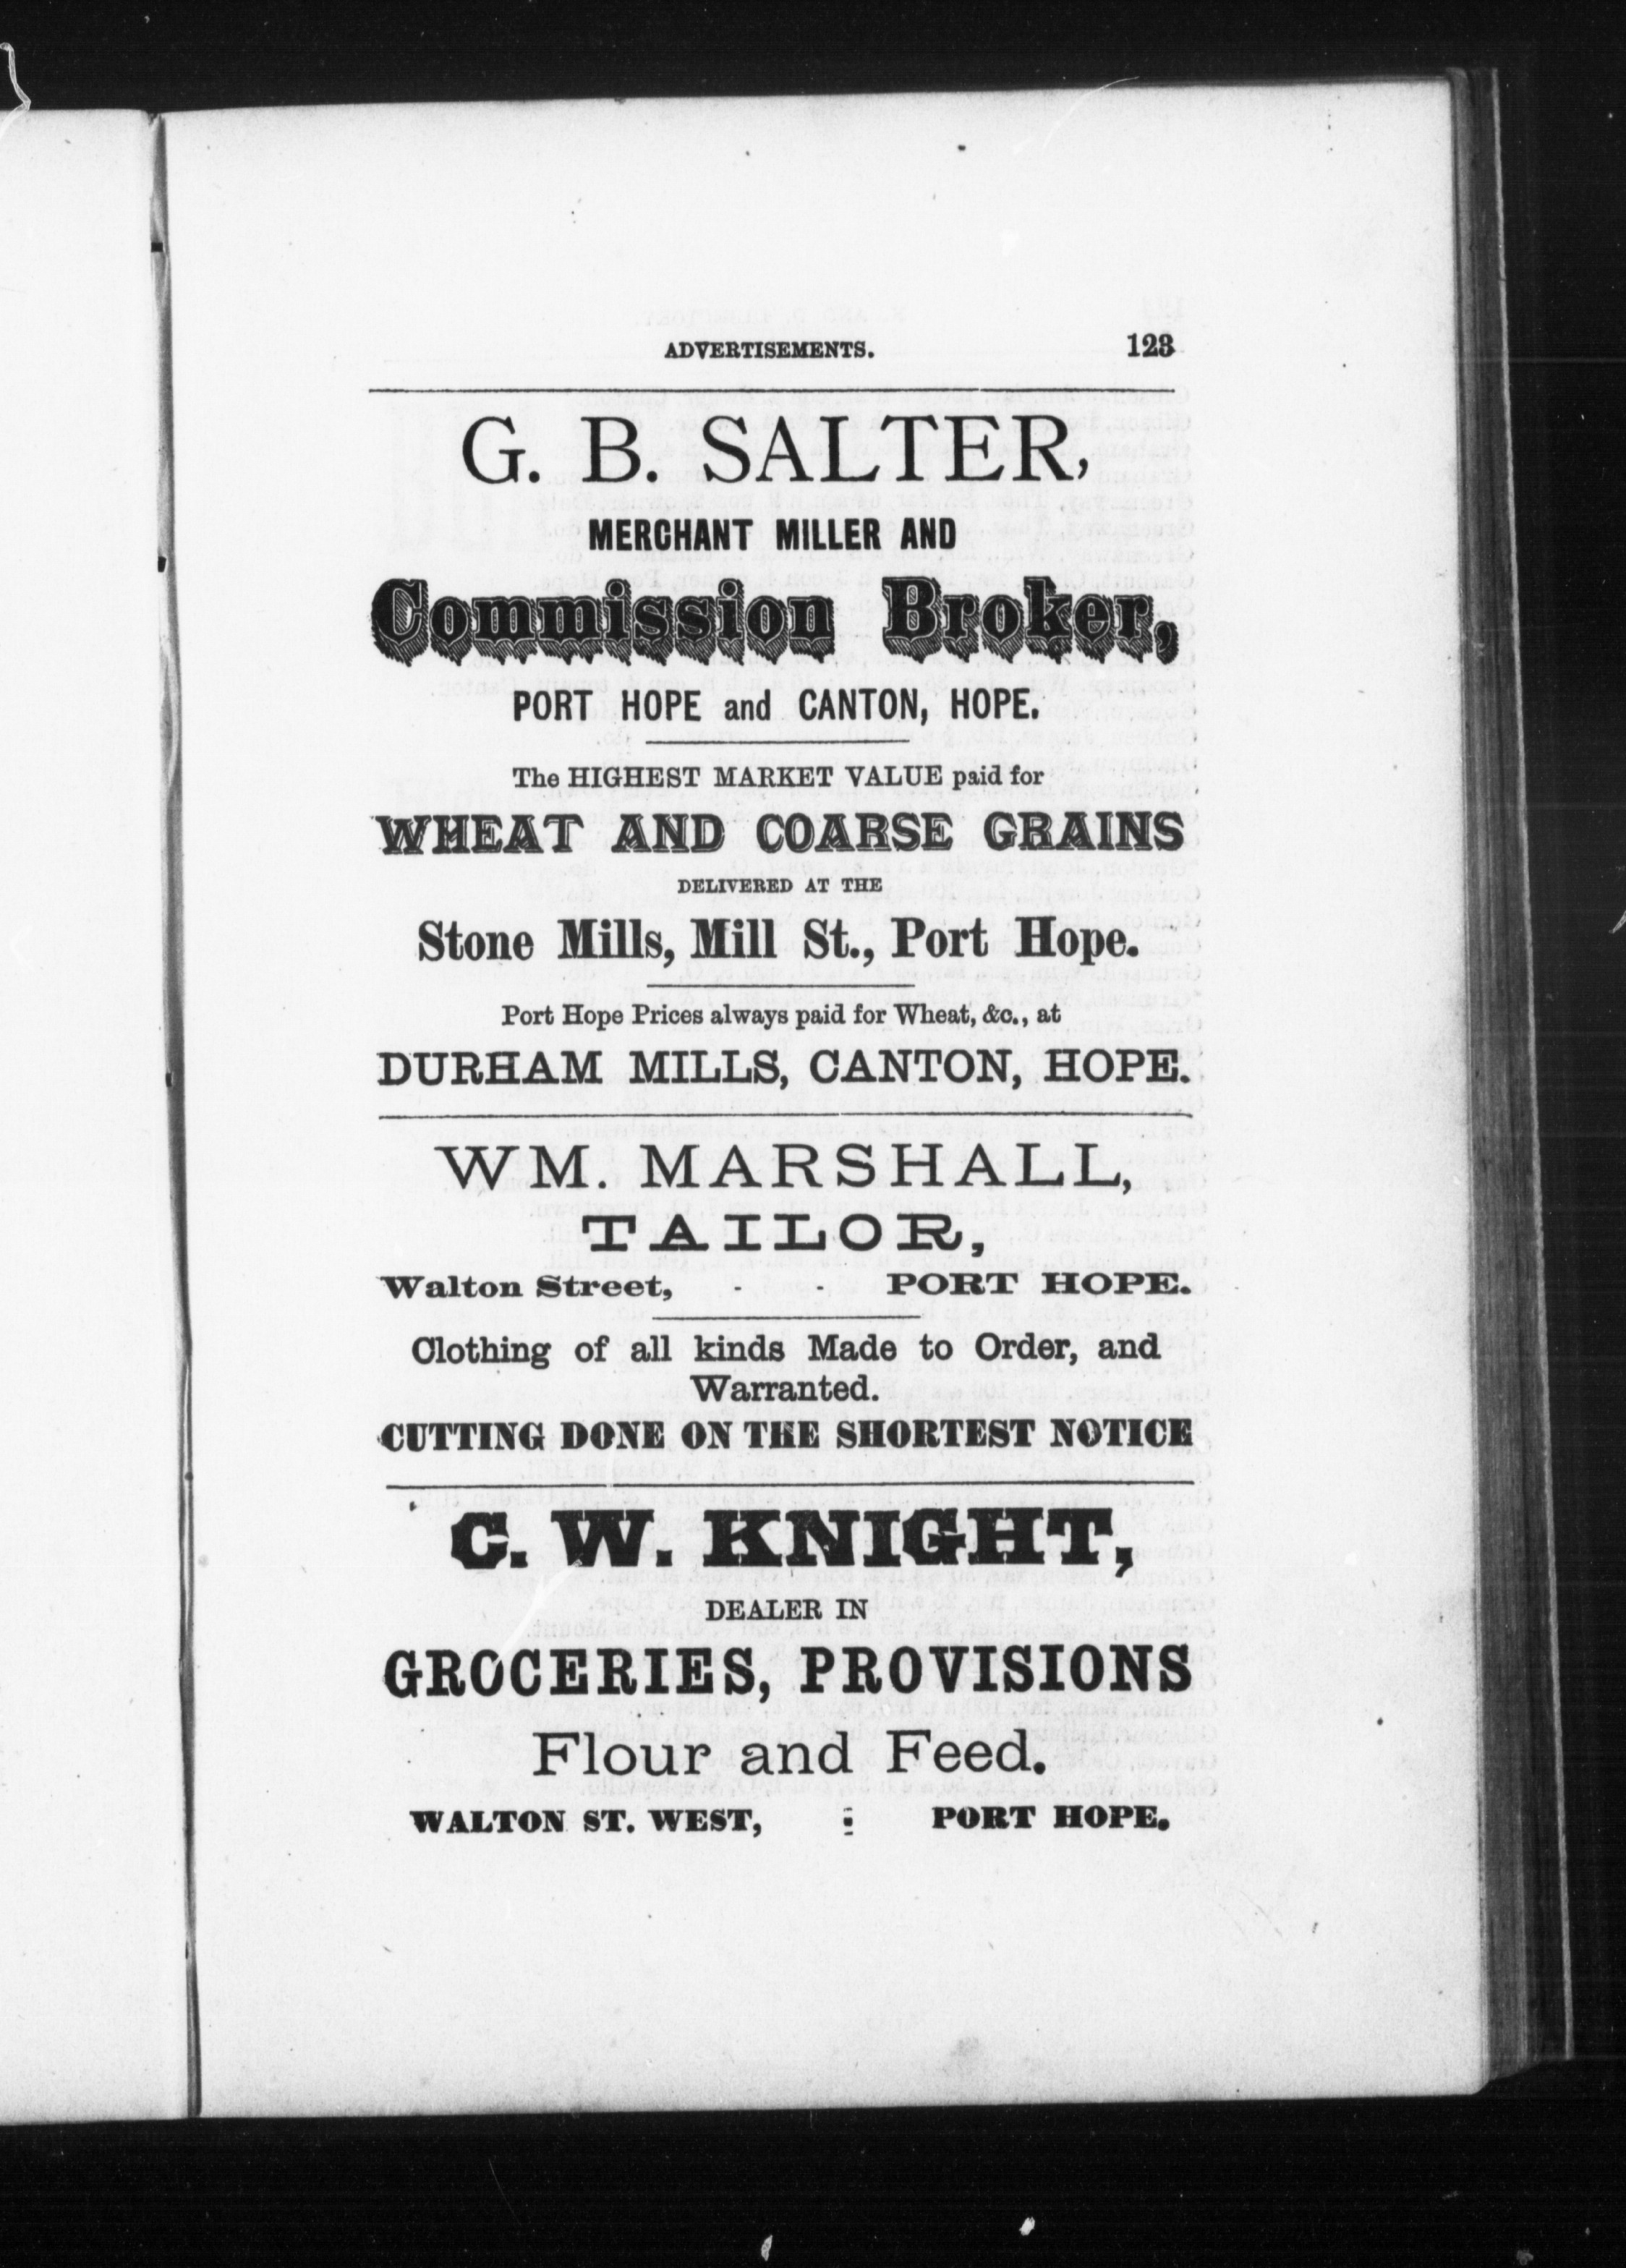 ADVERTISEMENTS. 123
G. B. SALTER,
MERCHANT MILLER AND
Commission Broker,
PORT HOPE and CANTON, HOPE.
The HIGHEST MARKET VALUE paid for
WHEAT AND COARSE GRAINS
DELIVERED AT THE
Stone Mills, Mill St., Port Hope.
Port Hope Prices always paid for Wheat, &c., at
DURHAM MILLS, CANTON, HOPE.
WM. MARSHALL,
TAILOR,
Walton Street, - - PORT HOPE.
Clothing of all kinds Made to Order, and
Warranted.
CUTTING DONE ON THE SHORTEST NOTICE
C. W. KNIGHT,
DEALER IN
GROCERIES, PROVISIONS
Flour and Feed.
WALTON ST. WEST, : PORT HOPE.